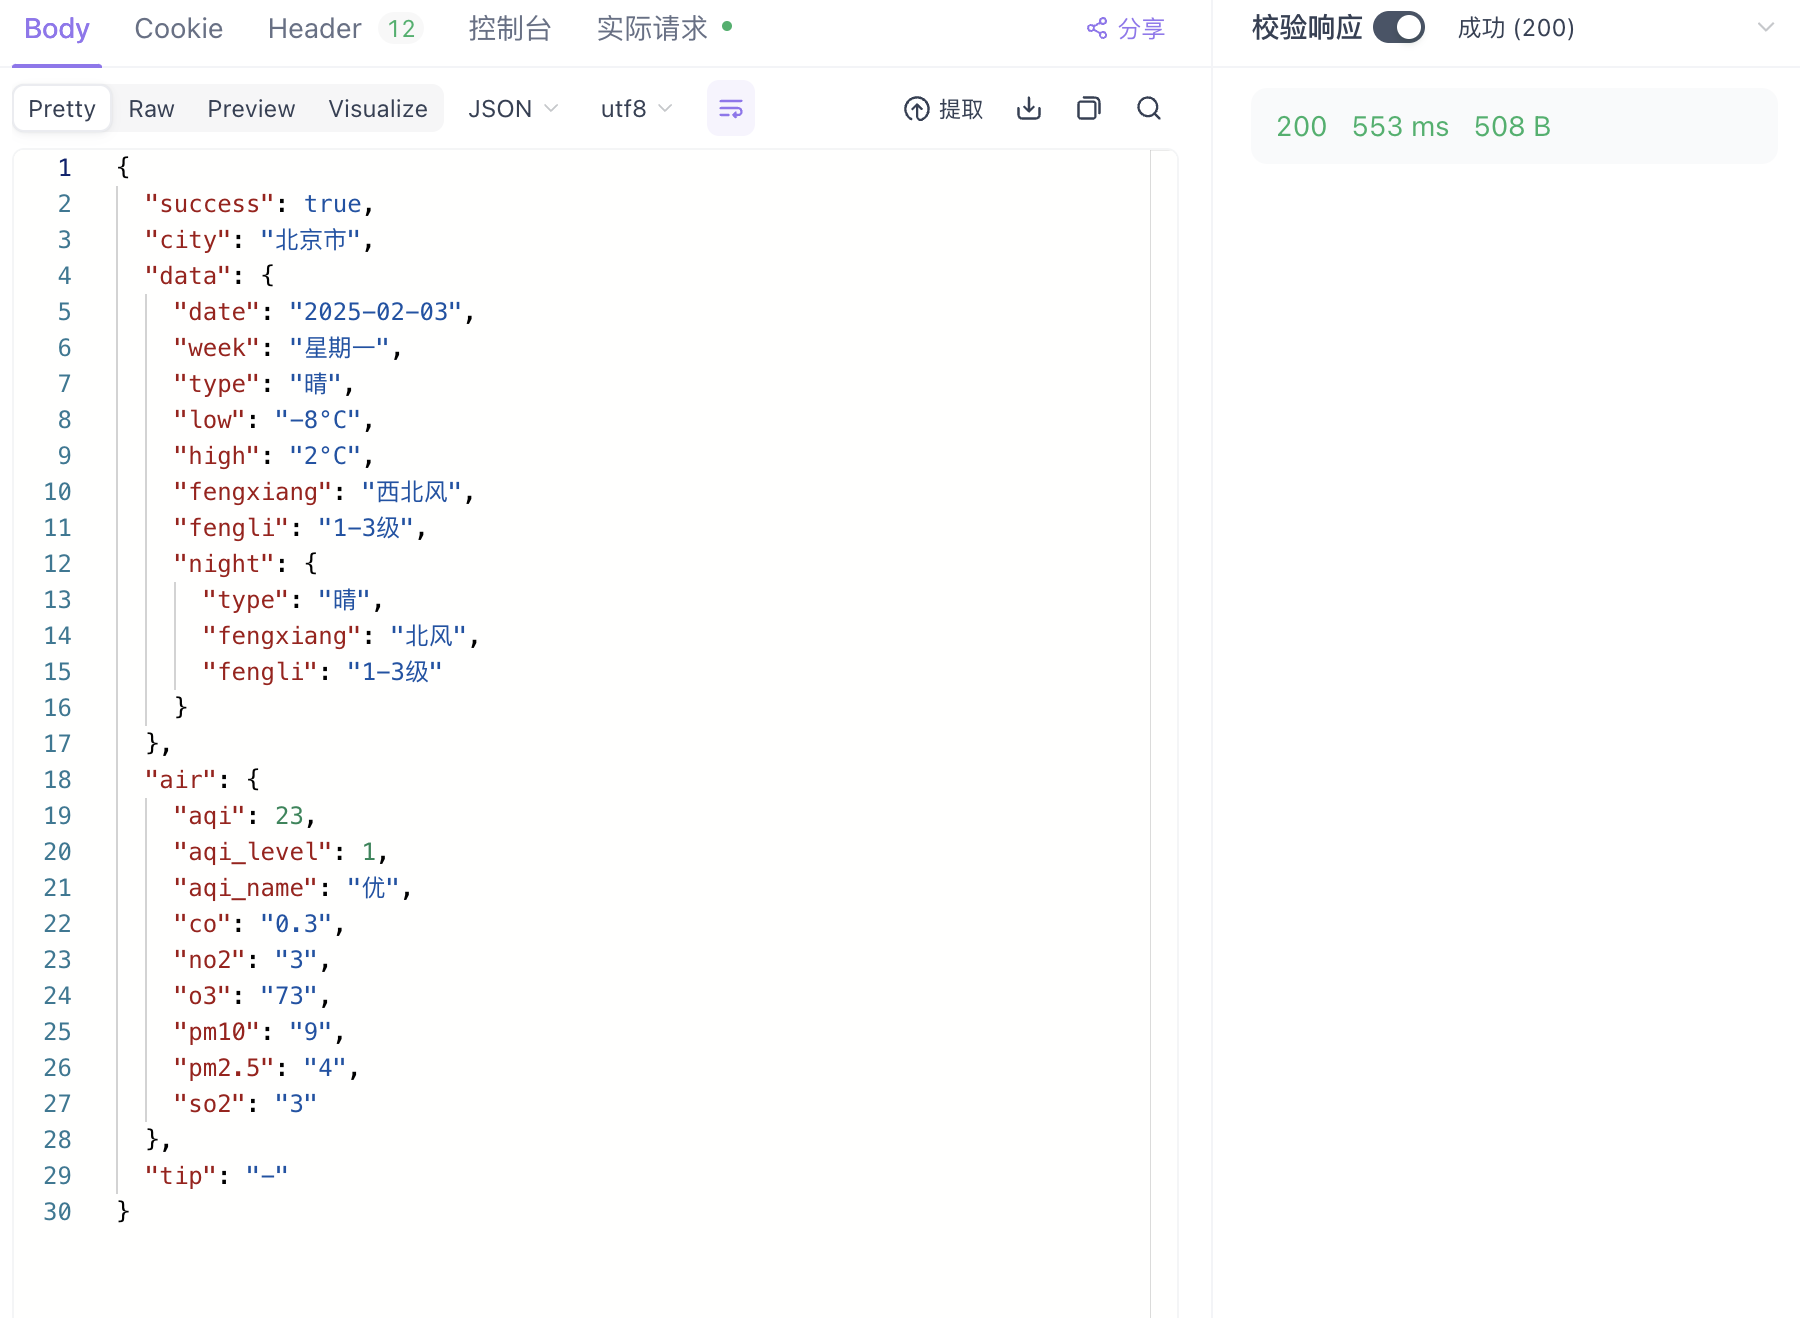 Body Cookie Header 12 控制台 实际请求 分享 校验响应 成功 (200)
Pretty Raw Preview Visualize JSON utf8 提取
200 553 ms 508 B
1 {
2 "success": true,
3 "city": "北京市",
4 "data": {
5 "date": "2025-02-03",
6 "week": "星期一",
7 "type": "晴",
8 "low": "-8°C",
9 "high": "2°C",
10 "fengxiang": "西北风",
11 "fengli": "1-3级",
12 "night": {
13 "type": "晴",
14 "fengxiang": "北风",
15 "fengli": "1-3级"
16 }
17 },
18 "air": {
19 "aqi": 23,
20 "aqi_level": 1,
21 "aqi_name": "优",
22 "co": "0.3",
23 "no2": "3",
24 "o3": "73",
25 "pm10": "9",
26 "pm2.5": "4",
27 "so2": "3"
28 },
29 "tip": "-"
30 }